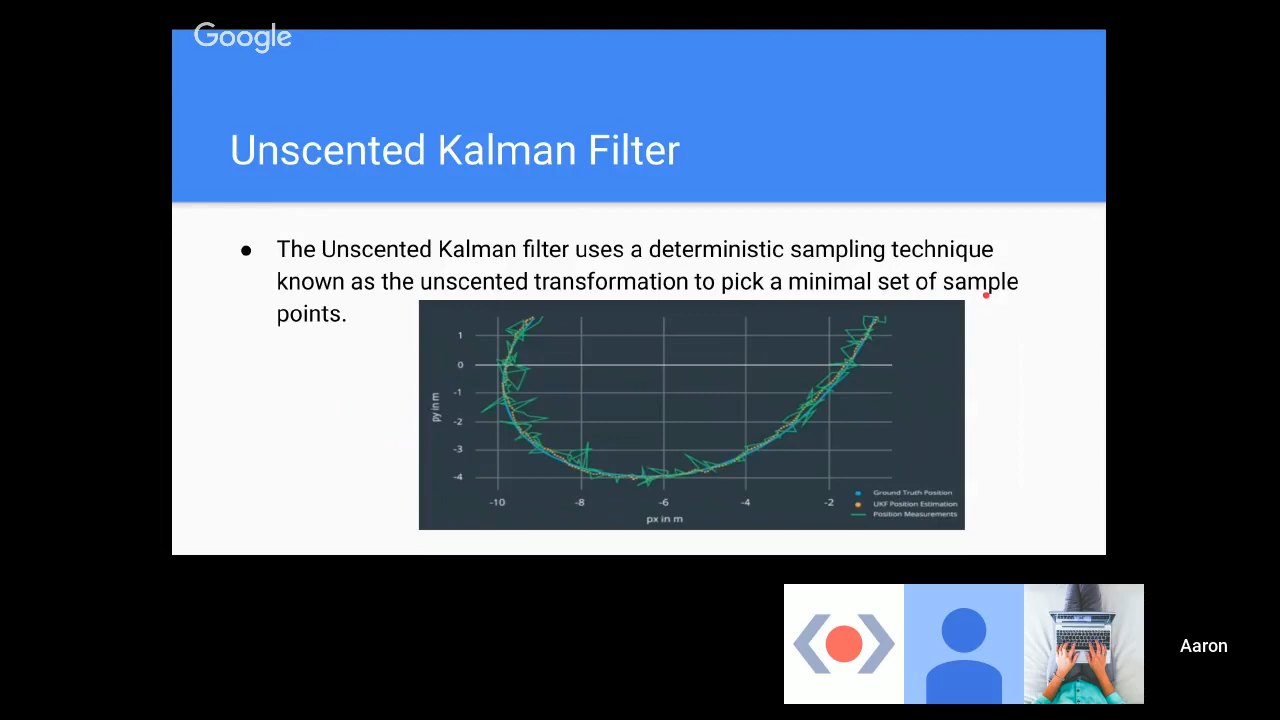 Google
Unscented Kalman Filter
● The Unscented Kalman filter uses a deterministic sampling technique
known as the unscented transformation to pick a minimal set of sample
points.
1
0
-1
-2
-3
-4
py in m
-10 -8 -6 -4 -2
px in m
Ground Truth Position
UKF Position Estimation
Position Measurements
Aaron